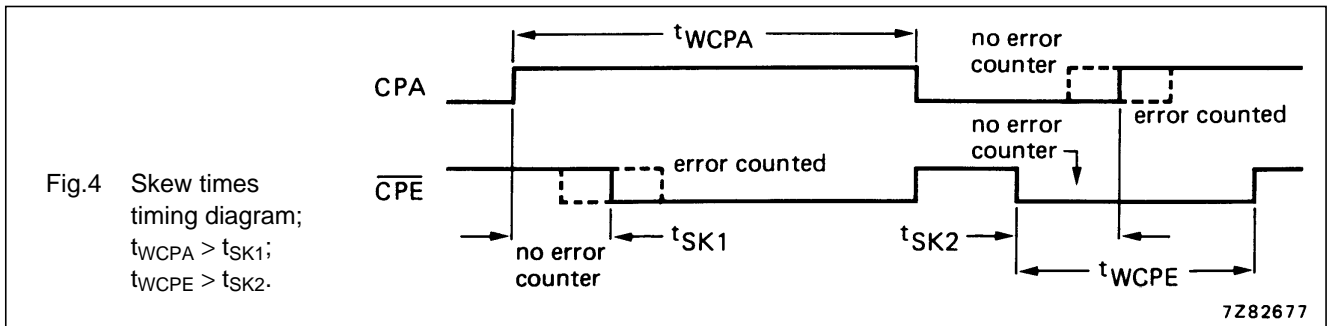 tWCPA
no error
counter
CPA
error counted
no error
counter
error counted
CPE
Fig.4 Skew times
timing diagram;
tWCPA > tSK1;
tWCPE > tSK2.
tSK1
tSK2
no error
counter
tWCPE
7Z82677